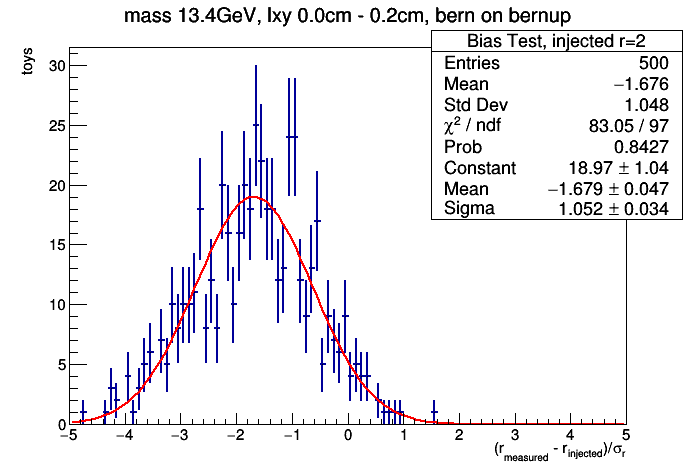 mass 13.4GeV, lxy 0.0cm - 0.2cm, bern on bernup
Bias Test, injected r=2
Entries 500
Mean −1.676
Std Dev 1.048
χ² / ndf 83.05 / 97
Prob 0.8427
Constant 18.97 ± 1.04
Mean −1.679 ± 0.047
Sigma 1.052 ± 0.034
toys
30
25
20
15
10
5
0
−5 −4 −3 −2 −1 0 1 2 3 4 5
(r_measured - r_injected)/σ_r